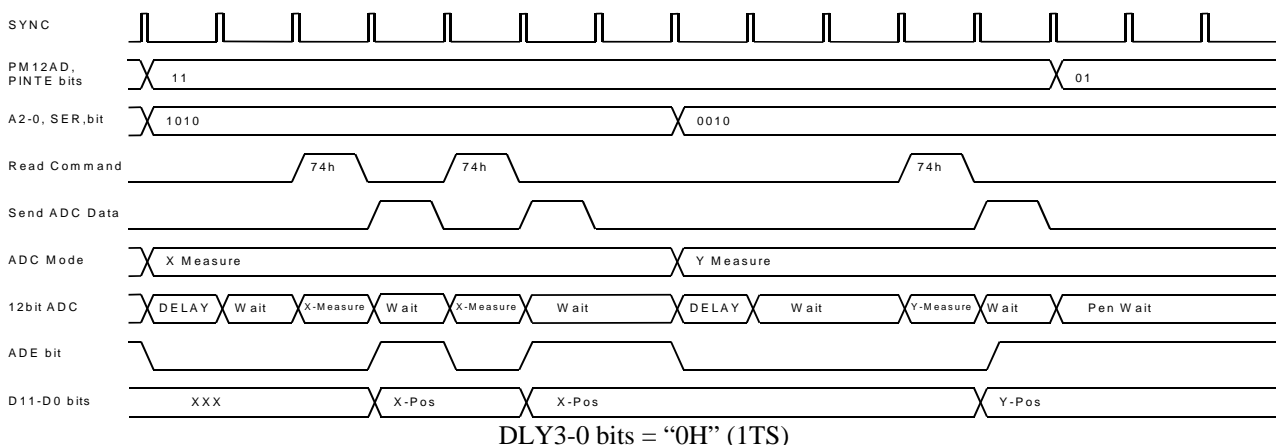 SYNC
PM12AD,
PINTE bits
11
01
A2-0, SER,bit
1010
0010
Read Command
74h
74h
74h
Send ADC Data
ADC Mode
X Measure
Y Measure
12bit ADC
DELAY
Wait
X-Measure
Wait
X-Measure
Wait
DELAY
Wait
Y-Measure
Wait
Pen Wait
ADE bit
D11-D0 bits
XXX
X-Pos
X-Pos
Y-Pos
DLY3-0 bits = “0H” (1TS)